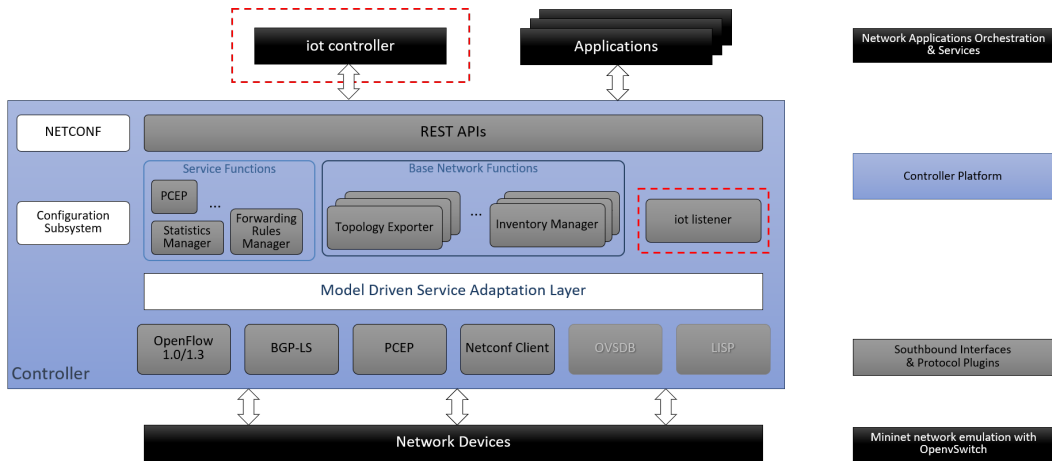 iot controller
Applications
Network Applications Orchestration
& Services
NETCONF
REST APIs
Service Functions
Base Network Functions
Controller Platform
PCEP
...
Configuration
Subsystem
Statistics
Manager
Forwarding
Rules
Manager
Topology Exporter
...
Inventory Manager
iot listener
Model Driven Service Adaptation Layer
OpenFlow
1.0/1.3
BGP-LS
PCEP
Netconf Client
OVSDB
LISP
Southbound Interfaces
& Protocol Plugins
Controller
Network Devices
Mininet network emulation with
OpenvSwitch